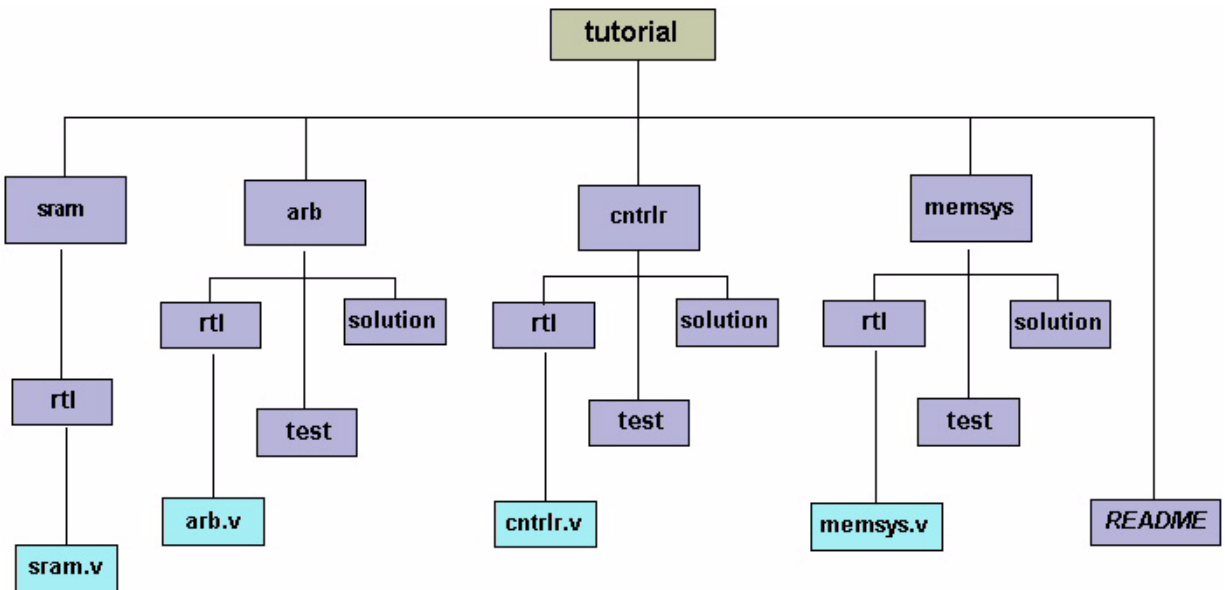 tutorial
sram
arb
cntrlr
memsys
rtl
solution
rtl
solution
rtl
solution
rtl
test
test
test
arb.v
cntrlr.v
memsys.v
README
sram.v